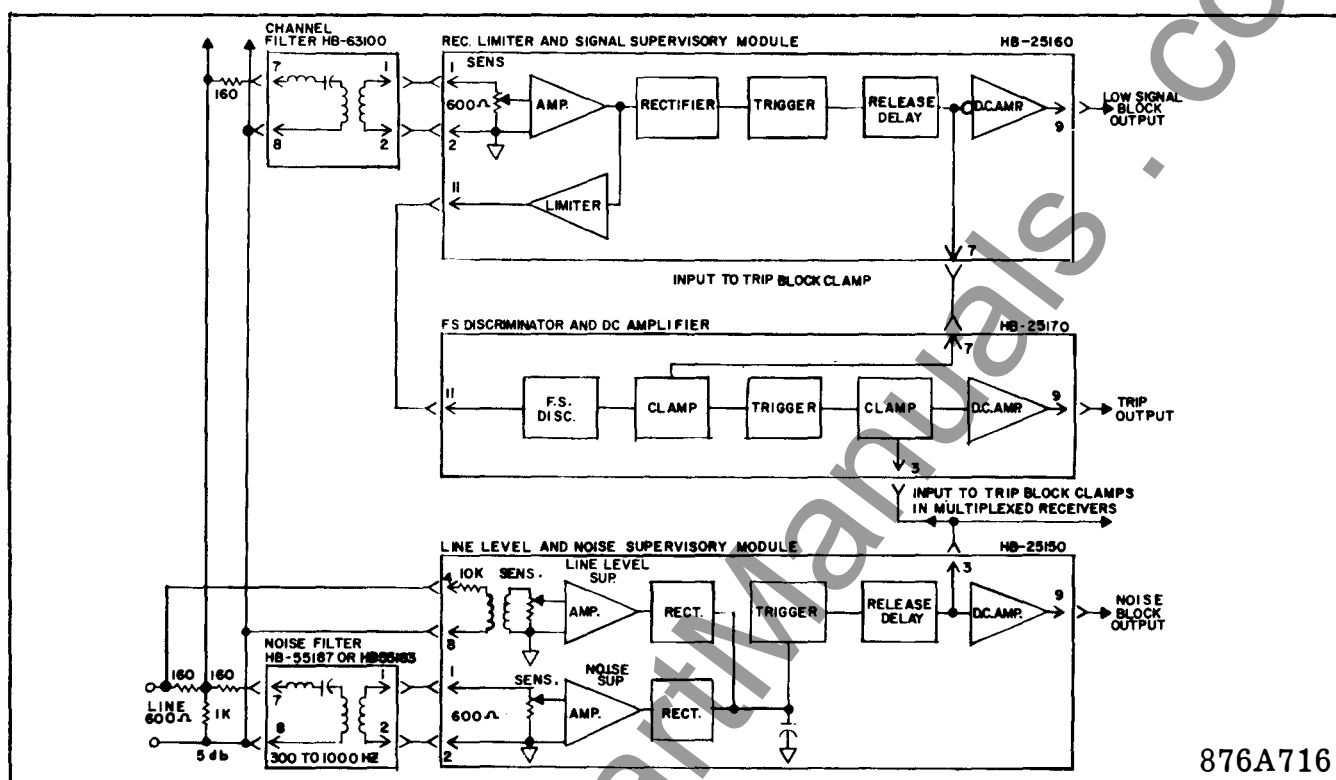 CHANNEL
FILTER HB-63100
REC. LIMITER AND SIGNAL SUPERVISORY MODULE
HB-25160
7
1
160
8
2
1
SENS
600Ω
2
AMP.
RECTIFIER
TRIGGER
RELEASE
DELAY
D.C.AMP.
9
LOW SIGNAL
BLOCK
OUTPUT
11
LIMITER
7
INPUT TO TRIP BLOCK CLAMP
FS DISCRIMINATOR AND DC AMPLIFIER
HB-25170
7
11
F.S.
DISC.
CLAMP
TRIGGER
CLAMP
D.C.AMP.
9
TRIP
OUTPUT
3
INPUT TO TRIP BLOCK CLAMPS
IN MULTIPLEXED RECEIVERS
LINE LEVEL AND NOISE SUPERVISORY MODULE
HB-25150
10K
SENS.
LINE LEVEL
SUP.
AMP.
RECT.
TRIGGER
RELEASE
DELAY
3
D.C.AMP.
9
NOISE
BLOCK
OUTPUT
8
NOISE FILTER
HB-55187 OR HB55185
160
160
7
1
LINE
600Ω
1K
8
2
5 db
300 TO 1000 HZ
1
SENS.
600Ω
2
NOISE
SUP
AMP.
RECT.
876A716
artManuals . co